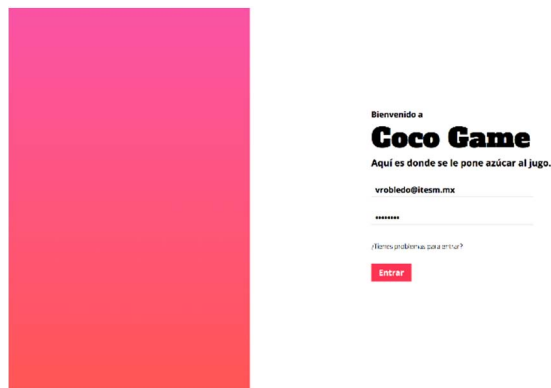 Bienvenido a
Coco Game
Aquí es donde se le pone azúcar al jugo.
vrobledo@itesm.mx
••••••••
¿Tienes problemas para entrar?
Entrar